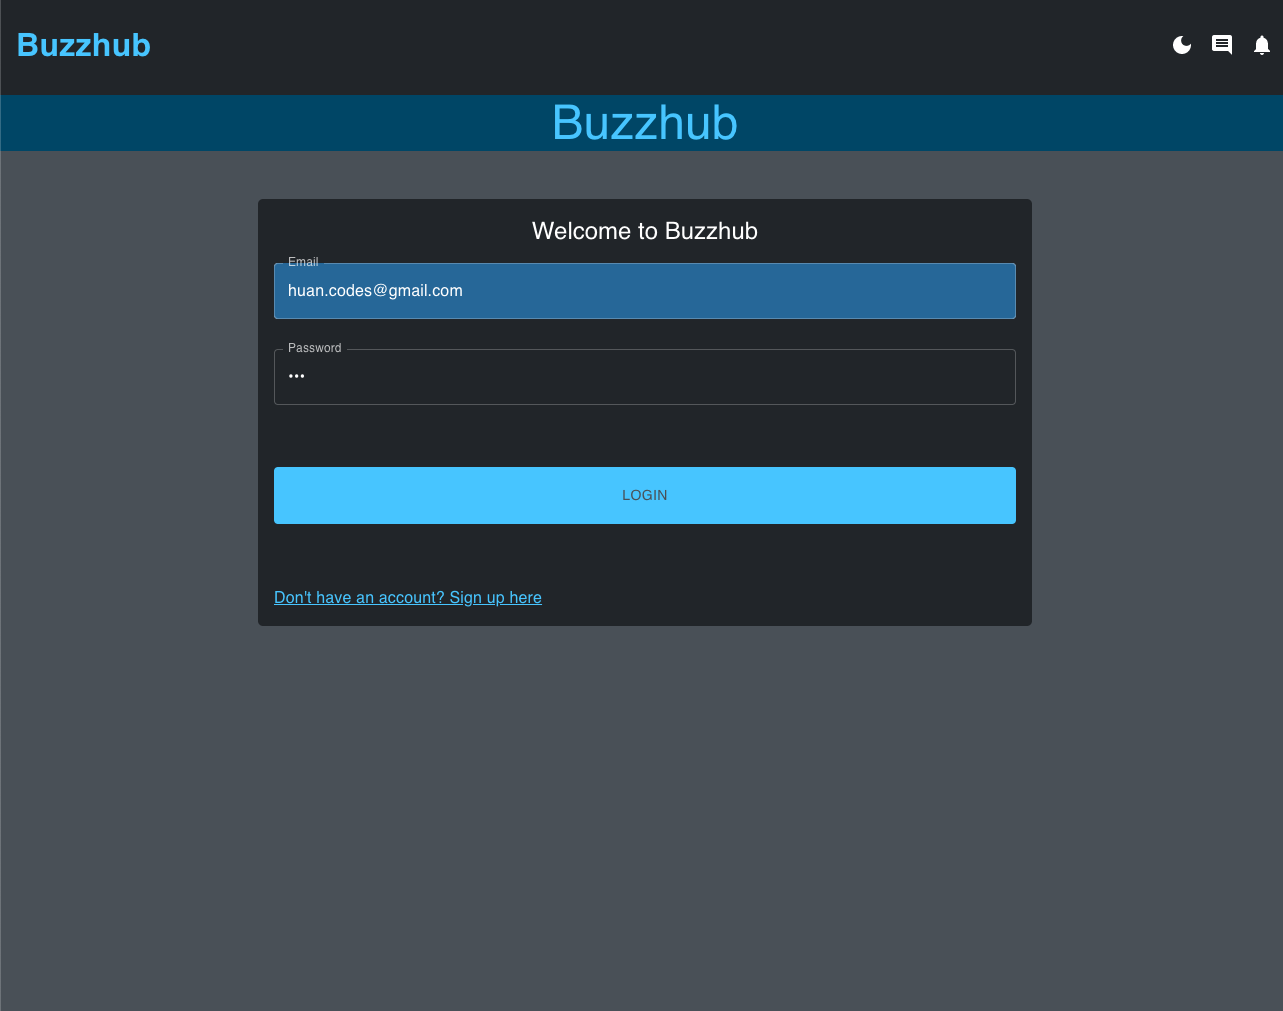 Buzzhub
Buzzhub
Welcome to Buzzhub
Email
huan.codes@gmail.com
Password
•••
LOGIN
Don't have an account? Sign up here